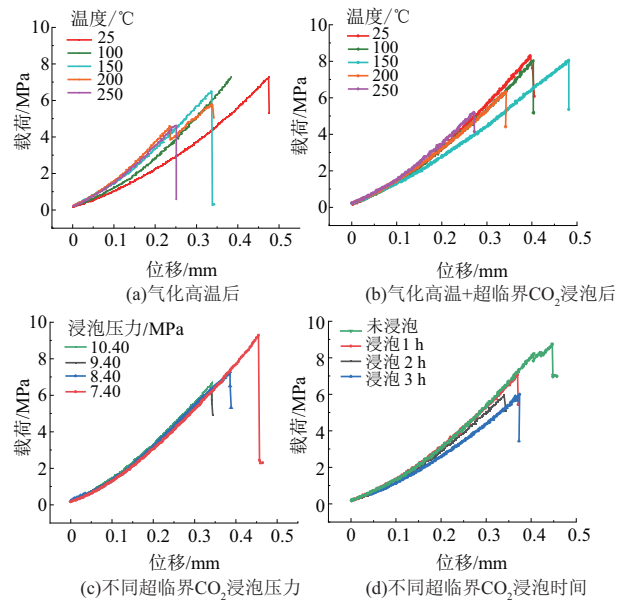 温度/℃
25
100
150
200
250
载荷/MPa
10
8
6
4
2
0
0 0.1 0.2 0.3 0.4 0.5
位移/mm
(a)气化高温后
温度/℃
25
100
150
200
250
载荷/MPa
10
8
6
4
2
0
0 0.1 0.2 0.3 0.4 0.5
位移/mm
(b)气化高温+超临界CO₂浸泡后
浸泡压力/MPa
10.40
9.40
8.40
7.40
载荷/MPa
10
8
6
4
2
0
0 0.1 0.2 0.3 0.4 0.5
位移/mm
(c)不同超临界CO₂浸泡压力
未浸泡
浸泡1 h
浸泡2 h
浸泡3 h
载荷/MPa
10
8
6
4
2
0
0 0.1 0.2 0.3 0.4 0.5
位移/mm
(d)不同超临界CO₂浸泡时间